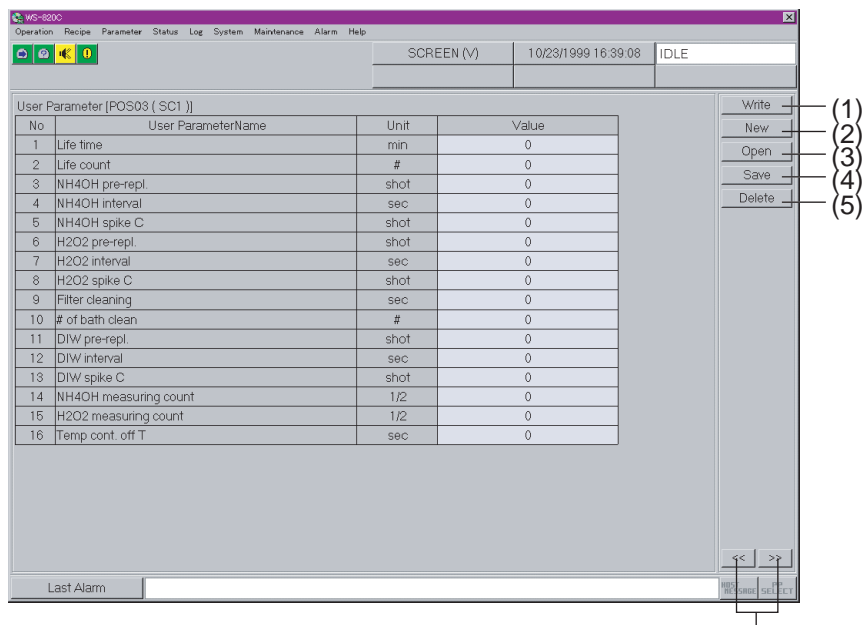 WS-820C
Operation Recipe Parameter Status Log System Maintenance Alarm Help
SCREEN (V) 10/23/1999 16:39:08 IDLE
User Parameter [POS03 ( SC1 )]
No User ParameterName Unit Value
1 Life time min 0
2 Life count # 0
3 NH4OH pre-repl. shot 0
4 NH4OH interval sec 0
5 NH4OH spike C shot 0
6 H2O2 pre-repl. shot 0
7 H2O2 interval sec 0
8 H2O2 spike C shot 0
9 Filter cleaning sec 0
10 # of bath clean # 0
11 DIW pre-repl. shot 0
12 DIW interval sec 0
13 DIW spike C shot 0
14 NH4OH measuring count 1/2 0
15 H2O2 measuring count 1/2 0
16 Temp cont. off T sec 0
Write (1)
New (2)
Open (3)
Save (4)
Delete (5)
<< >>
Last Alarm
HOST MESSAGE PP SELECT